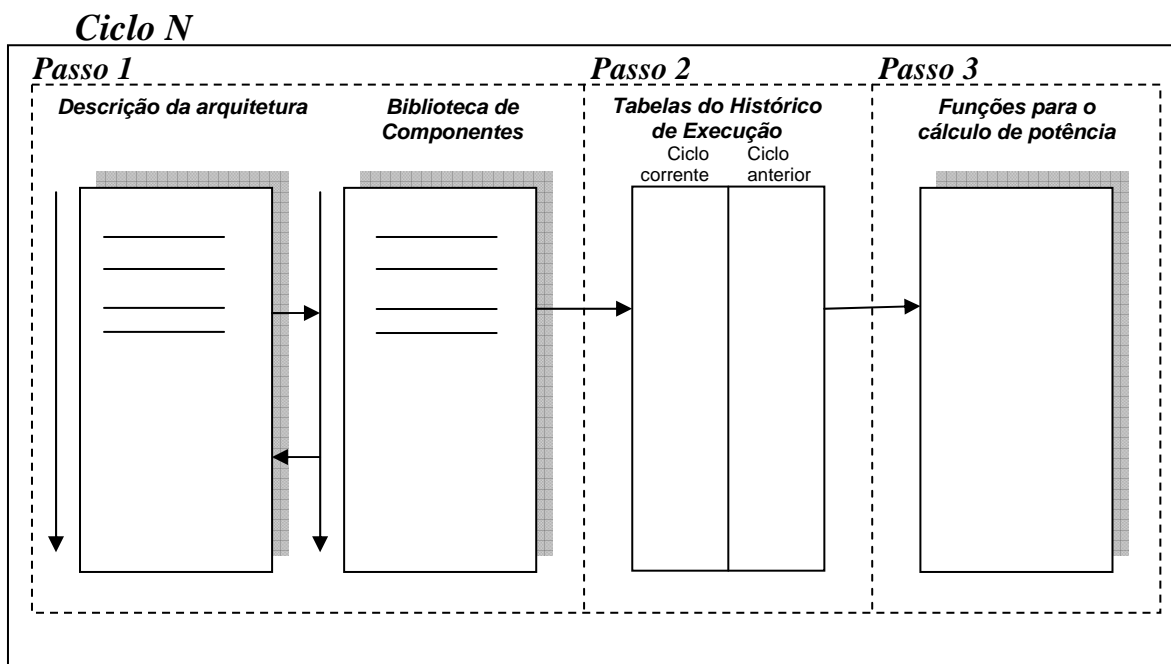 Ciclo N
Passo 1
Descrição da arquitetura
Biblioteca de
Componentes
Passo 2
Tabelas do Histórico
de Execução
Ciclo
corrente
Ciclo
anterior
Passo 3
Funções para o
cálculo de potência